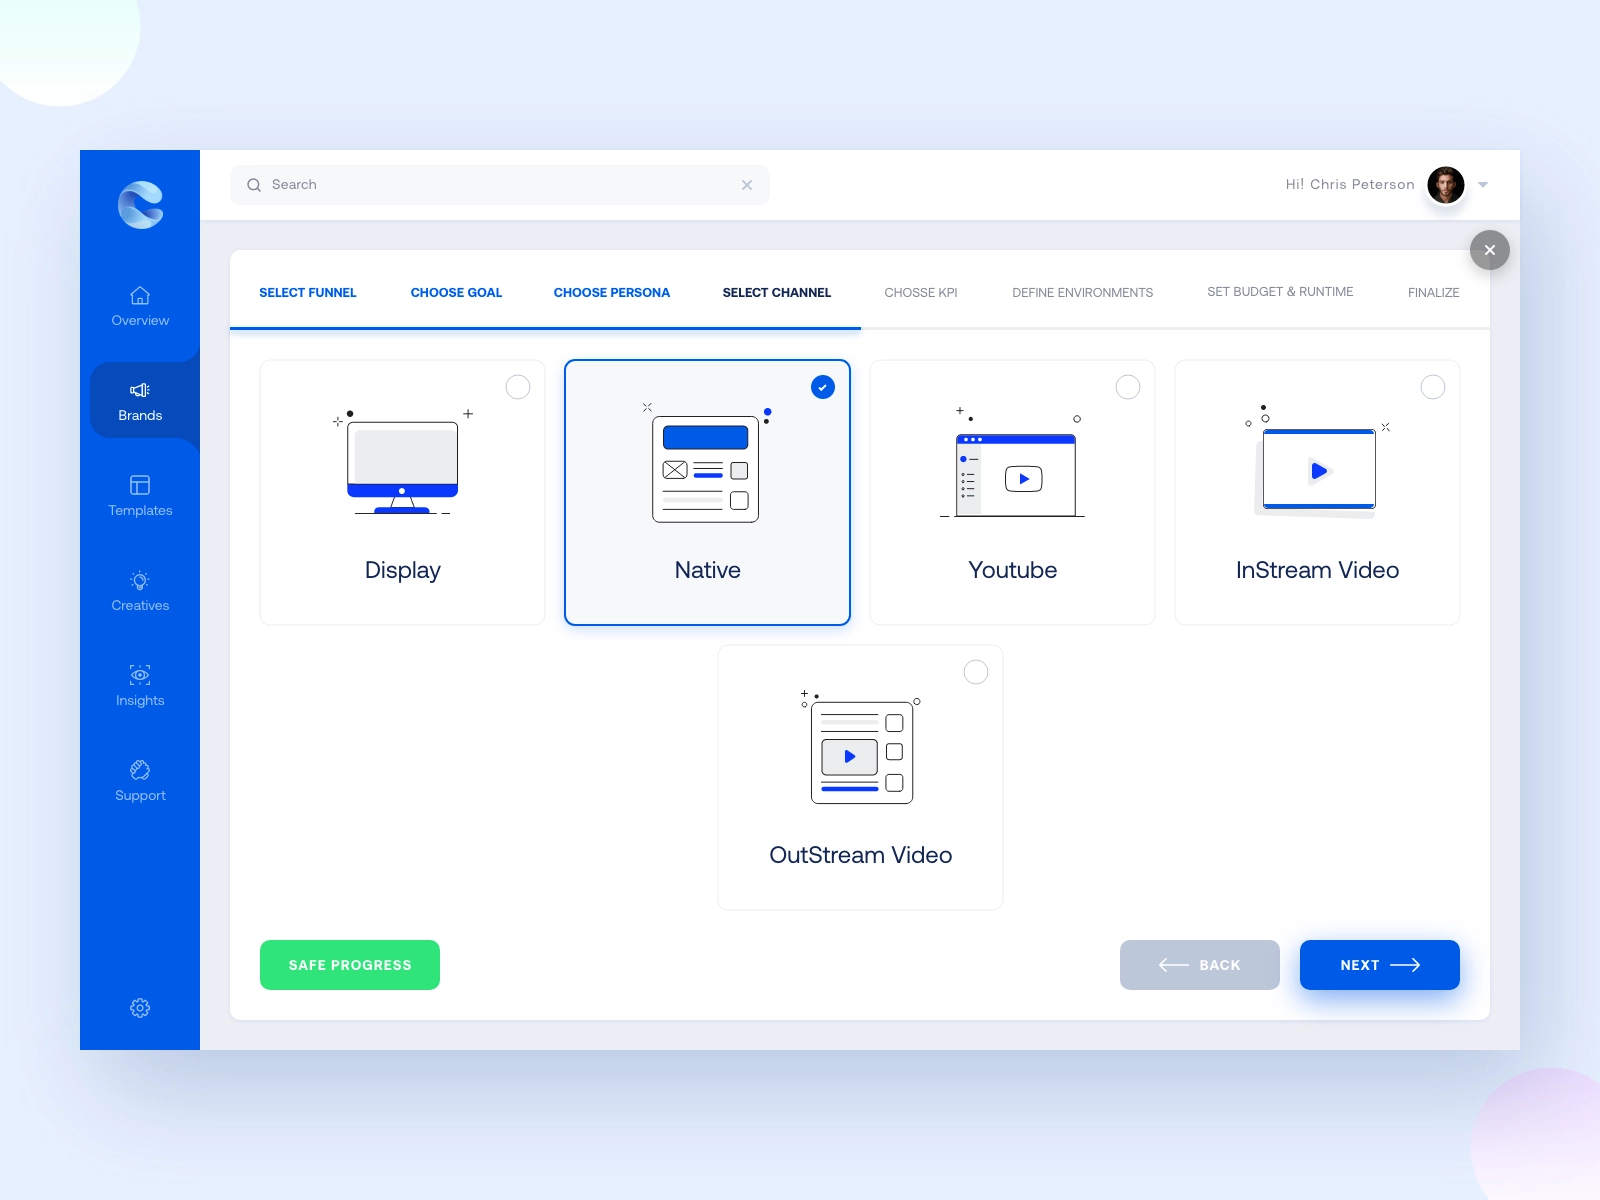 Search
Hi! Chris Peterson
Overview
Brands
Templates
Creatives
Insights
Support
SELECT FUNNEL
CHOOSE GOAL
CHOOSE PERSONA
SELECT CHANNEL
CHOSSE KPI
DEFINE ENVIRONMENTS
SET BUDGET & RUNTIME
FINALIZE
Display
Native
Youtube
InStream Video
OutStream Video
SAFE PROGRESS
BACK
NEXT